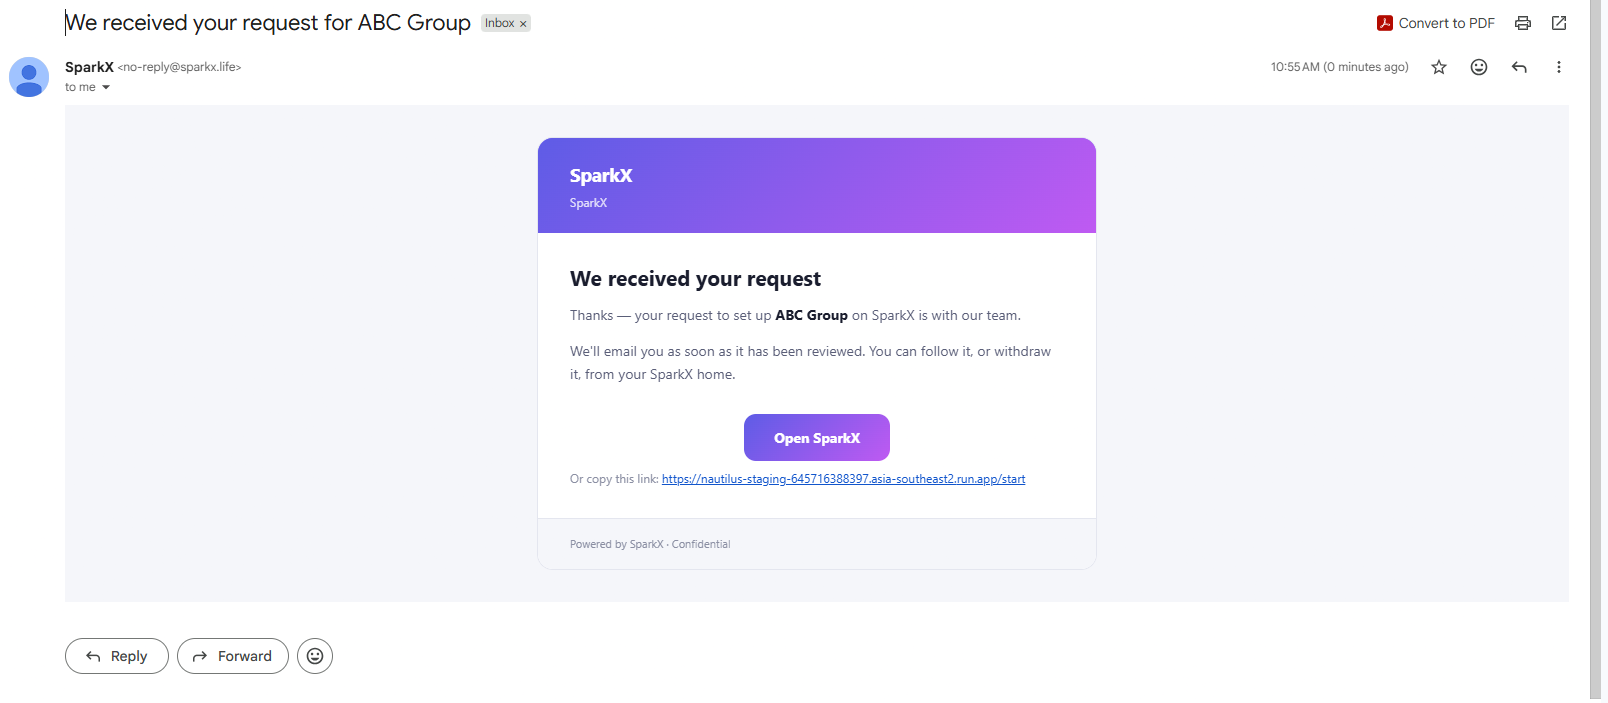 We received your request for ABC Group
Inbox ×
Convert to PDF
SparkX <no-reply@sparkx.life>
10:55 AM (0 minutes ago)
to me
SparkX
SparkX
We received your request
Thanks — your request to set up ABC Group on SparkX is with our team.
We'll email you as soon as it has been reviewed. You can follow it, or withdraw
it, from your SparkX home.
Open SparkX
Or copy this link: https://nautilus-staging-645716388397.asia-southeast2.run.app/start
Powered by SparkX · Confidential
Reply
Forward